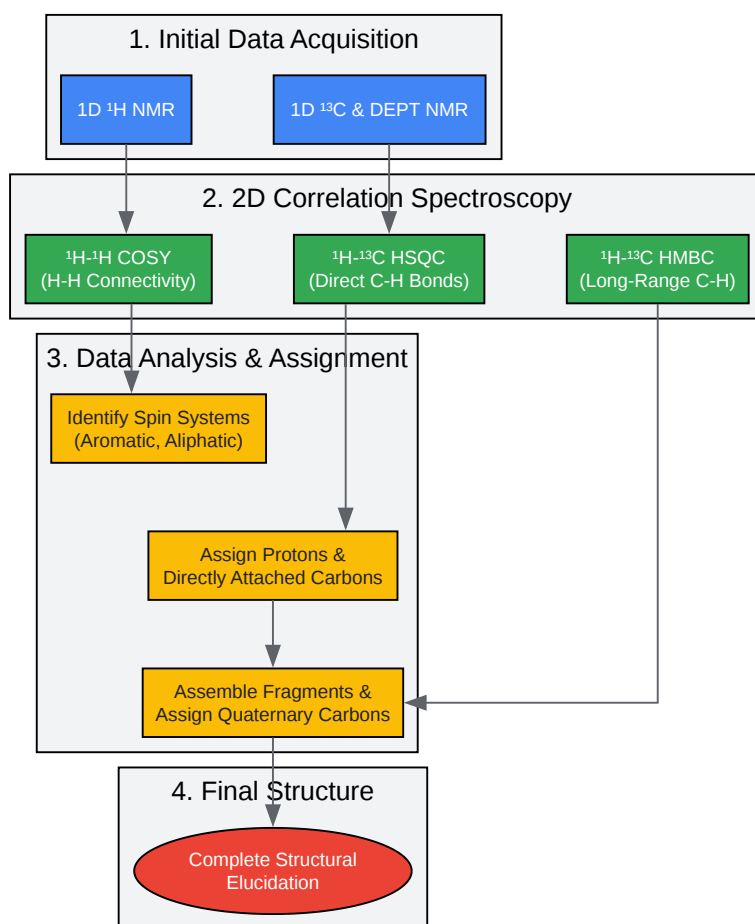 1. Initial Data Acquisition
1D ¹H NMR
1D ¹³C & DEPT NMR
2. 2D Correlation Spectroscopy
¹H-¹H COSY
(H-H Connectivity)
¹H-¹³C HSQC
(Direct C-H Bonds)
¹H-¹³C HMBC
(Long-Range C-H)
3. Data Analysis & Assignment
Identify Spin Systems
(Aromatic, Aliphatic)
Assign Protons &
Directly Attached Carbons
Assemble Fragments &
Assign Quaternary Carbons
4. Final Structure
Complete Structural
Elucidation